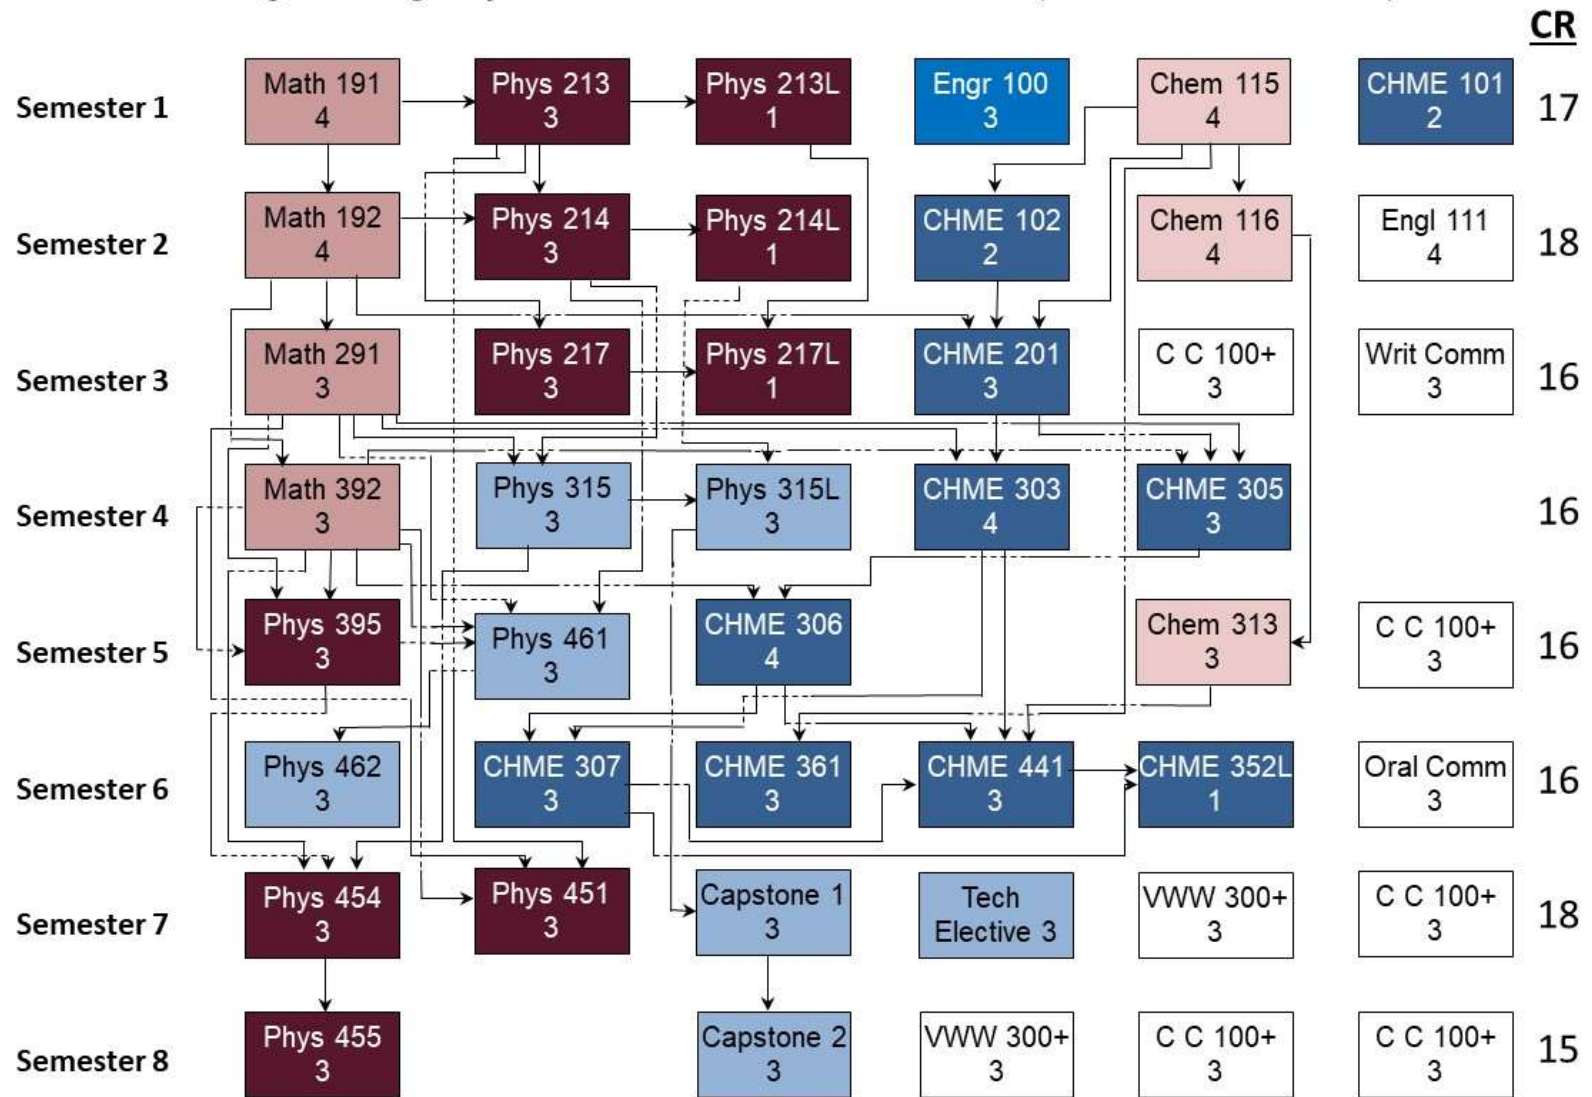 CR
Semester 1
Math 191
4
Phys 213
3
Phys 213L
1
Engr 100
3
Chem 115
4
CHME 101
2
17
Semester 2
Math 192
4
Phys 214
3
Phys 214L
1
CHME 102
2
Chem 116
4
Engl 111
4
18
Semester 3
Math 291
3
Phys 217
3
Phys 217L
1
CHME 201
3
C C 100+
3
Writ Comm
3
16
Semester 4
Math 392
3
Phys 315
3
Phys 315L
3
CHME 303
4
CHME 305
3
16
Semester 5
Phys 395
3
Phys 461
3
CHME 306
4
Chem 313
3
C C 100+
3
16
Semester 6
Phys 462
3
CHME 307
3
CHME 361
3
CHME 441
3
CHME 352L
1
Oral Comm
3
16
Semester 7
Phys 454
3
Phys 451
3
Capstone 1
3
Tech
Elective 3
VWW 300+
3
C C 100+
3
18
Semester 8
Phys 455
3
Capstone 2
3
VWW 300+
3
C C 100+
3
C C 100+
3
15